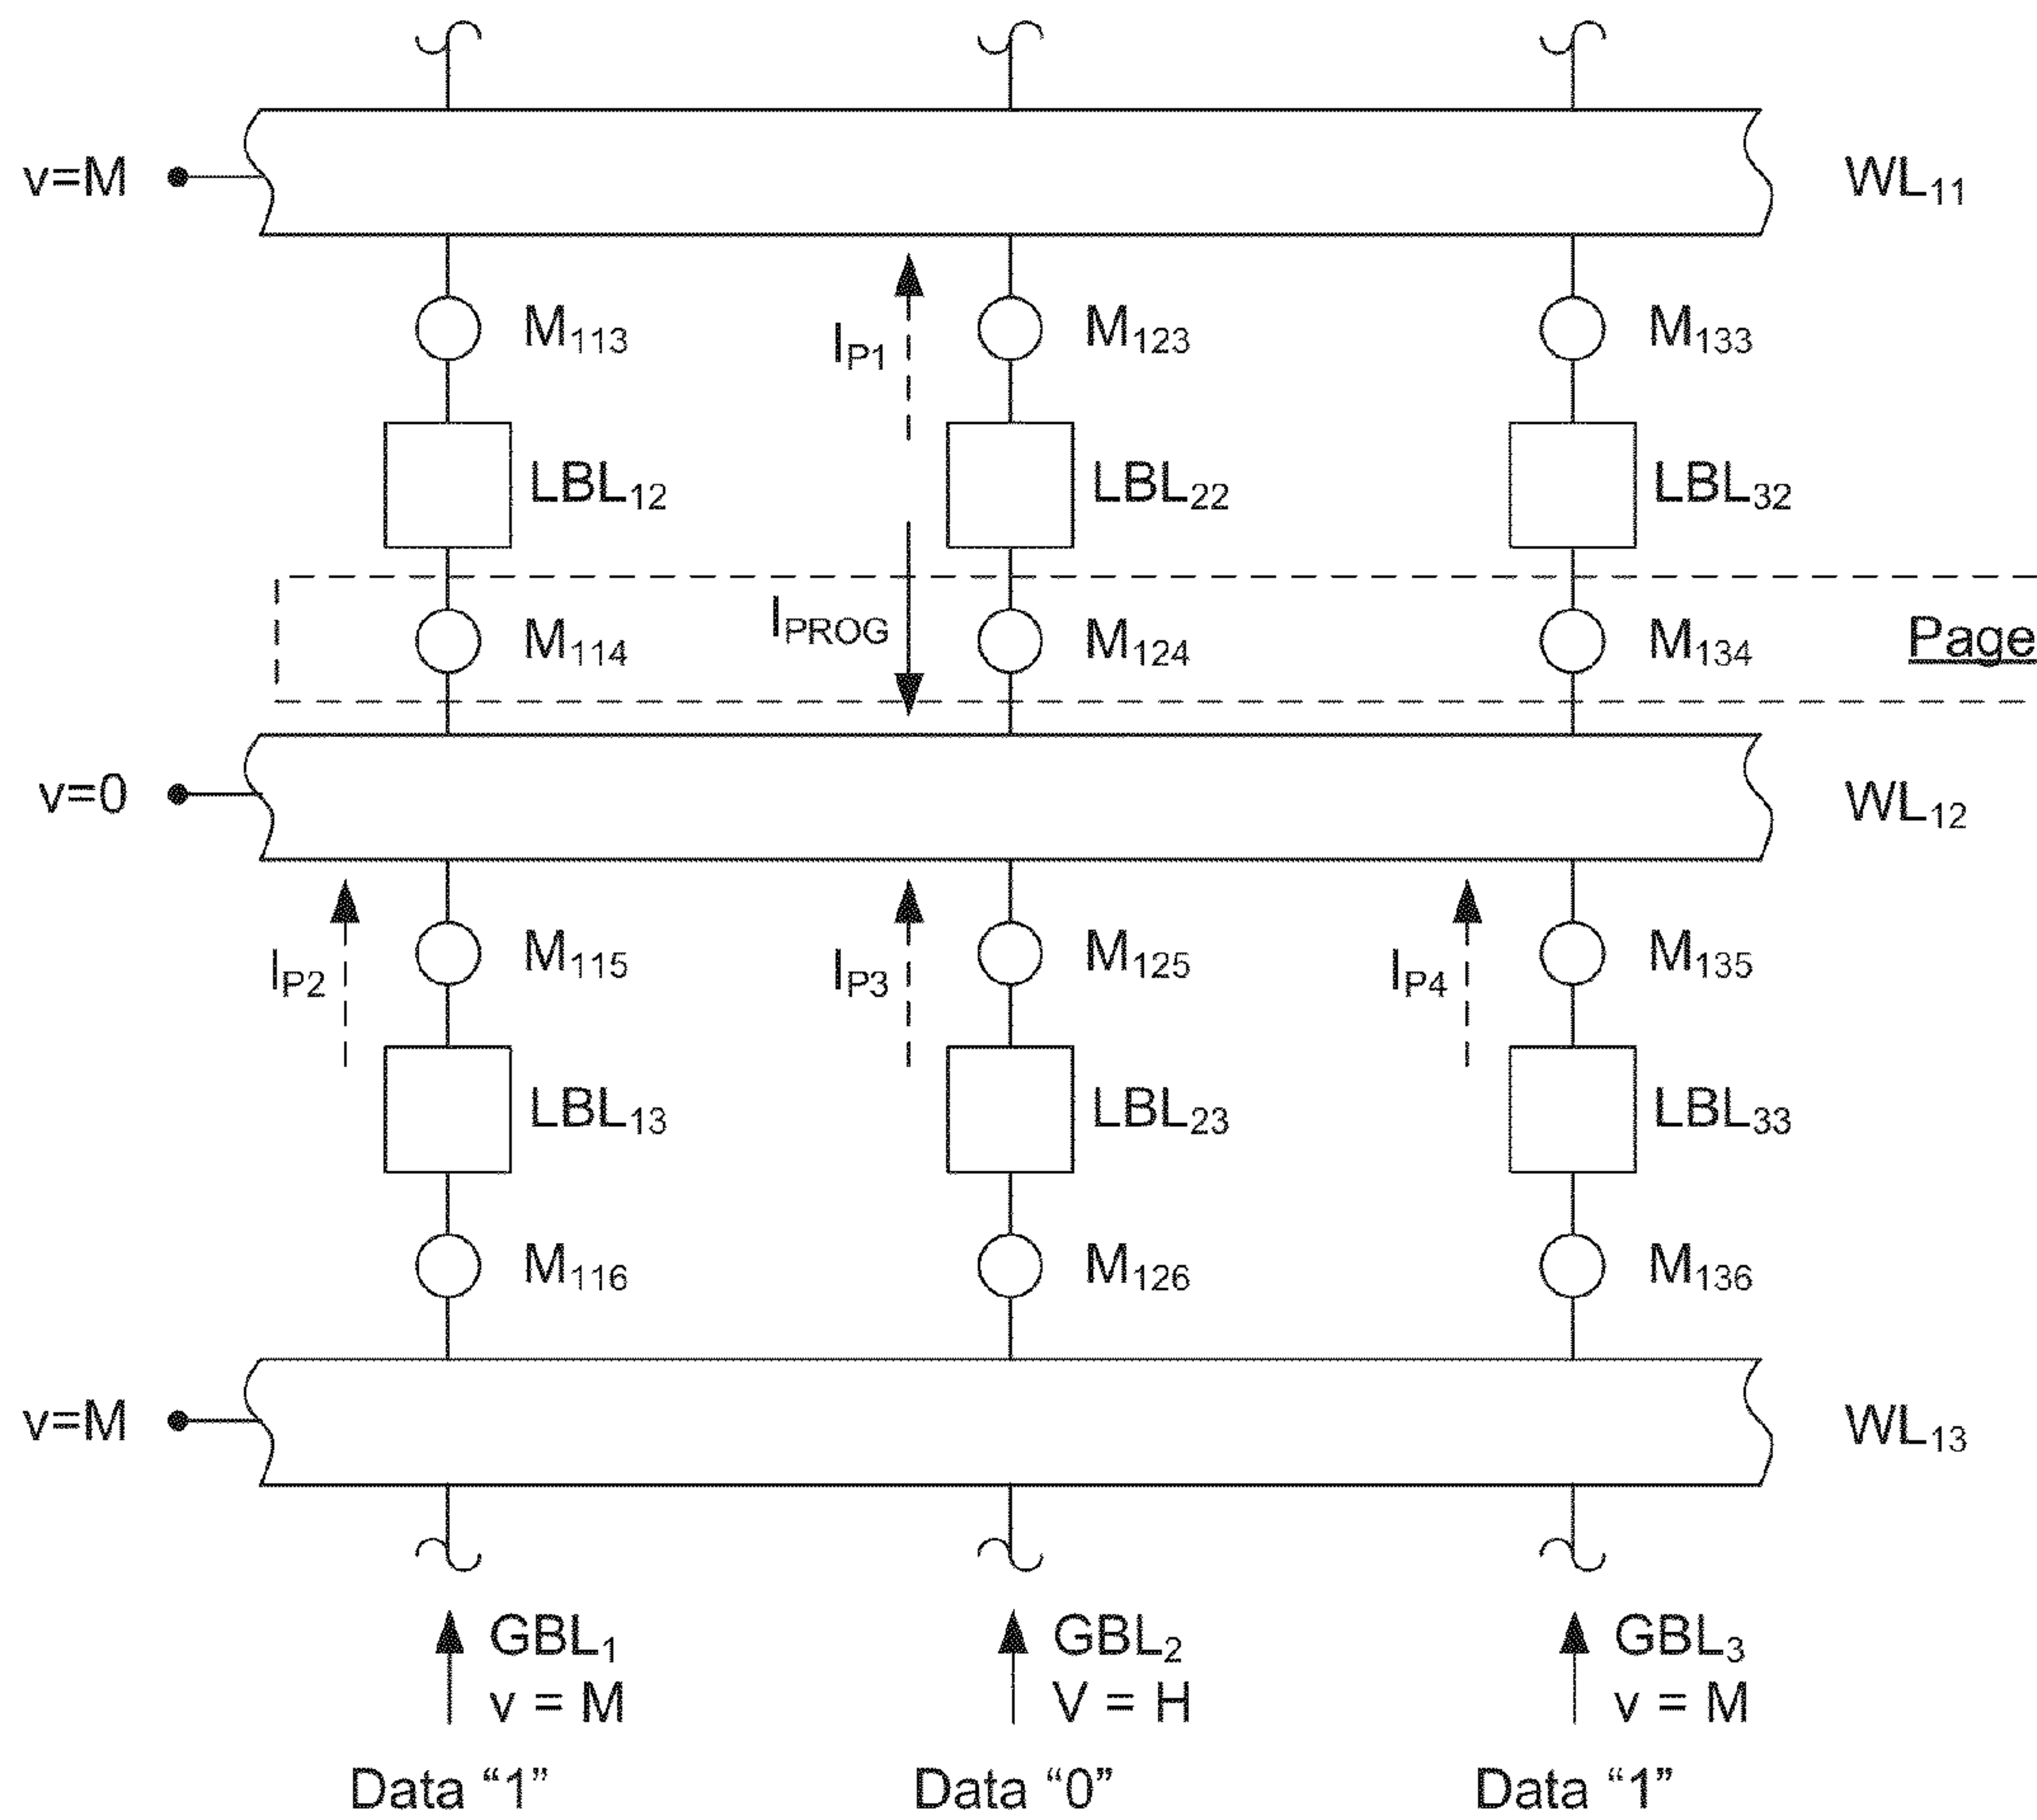 v=M WL11
M113 IP1 M123 M133
LBL12 LBL22 LBL32
M114 IPROG M124 M134 Page
v=0 WL12
IP2 M115 IP3 M125 IP4 M135
LBL13 LBL23 LBL33
M116 M126 M136
v=M WL13
GBL1 GBL2 GBL3
v = M V = H v = M
Data “1” Data “0” Data “1”